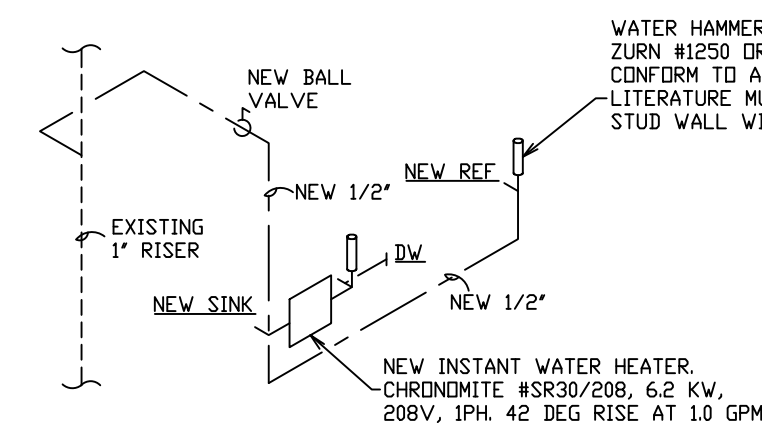 WATER HAMMER
ZURN #1250 OR
CONFORM TO A
LITERATURE MU
STUD WALL WI
NEW BALL
VALVE
NEW REF
NEW 1/2"
EXISTING
1" RISER
DW
NEW SINK
NEW 1/2"
NEW INSTANT WATER HEATER.
CHRONOMITE #SR30/208, 6.2 KW,
208V, 1PH. 42 DEG RISE AT 1.0 GPM